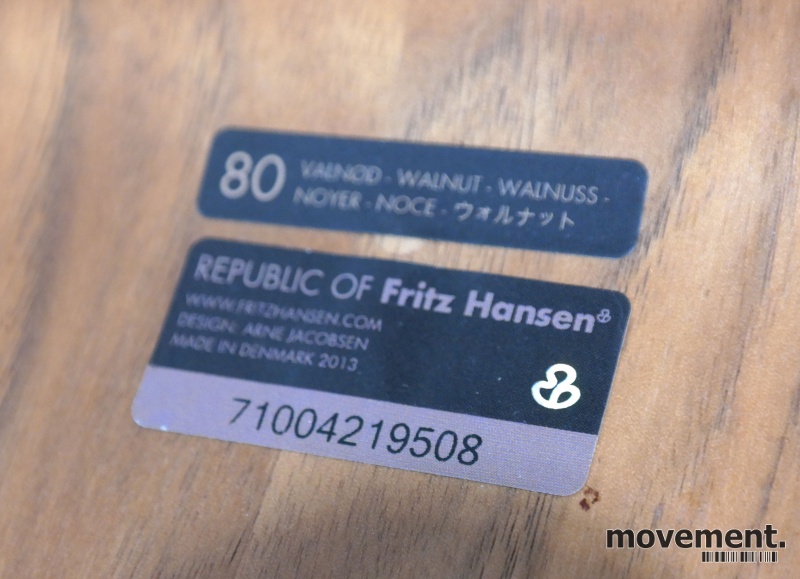 80 VALNØD - WALNUT - WALNUSS -
NOYER - NOCE - ウォルナット
REPUBLIC OF Fritz Hansen
WWW.FRITZHANSEN.COM
DESIGN: ARNE JACOBSEN
MADE IN DENMARK 2013
71004219508
movement.